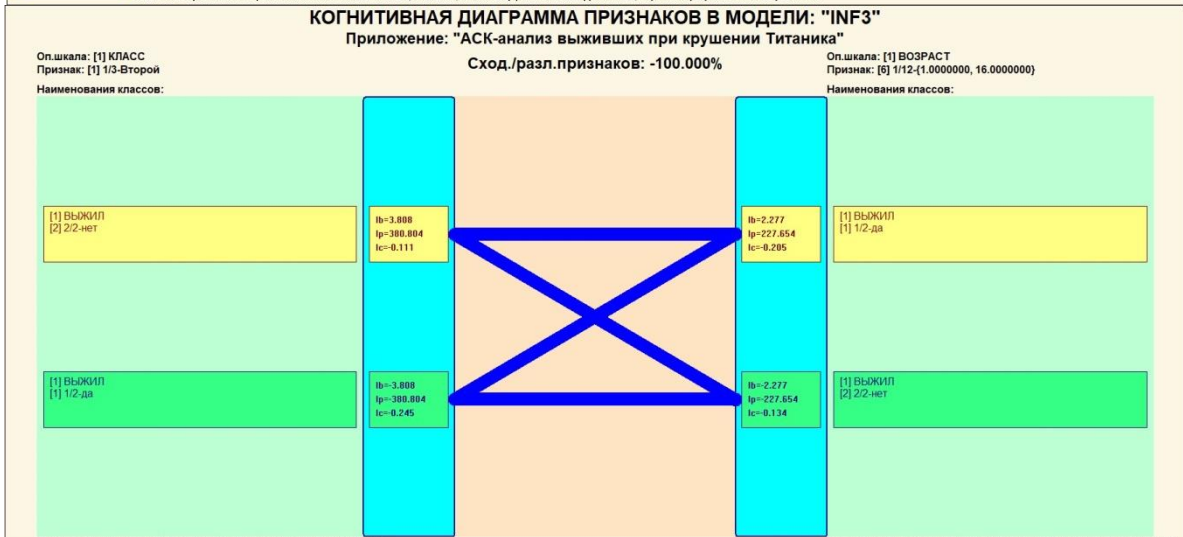 КОГНИТИВНАЯ ДИАГРАММА ПРИЗНАКОВ В МОДЕЛИ: "INF3"
Приложение: "АСК-анализ выживших при крушении Титаника"
Оп.шкала: [1] КЛАСС
Признак: [1] 1/3-Второй
Сход./разл.признаков: -100.000%
Оп.шкала: [1] ВОЗРАСТ
Признак: [6] 1/12-{1.0000000, 16.0000000}
Наименования классов:
Наименования классов:
[1] ВЫЖИЛ
[2] 2/2-нет
Ib=3.808
Ip=380.804
Ic=-0.111
Ib=2.277
Ip=227.654
Ic=-0.205
[1] ВЫЖИЛ
[1] 1/2-да
[1] ВЫЖИЛ
[1] 1/2-да
Ib=-3.808
Ip=-380.804
Ic=-0.245
Ib=-2.277
Ip=-227.654
Ic=-0.134
[1] ВЫЖИЛ
[2] 2/2-нет